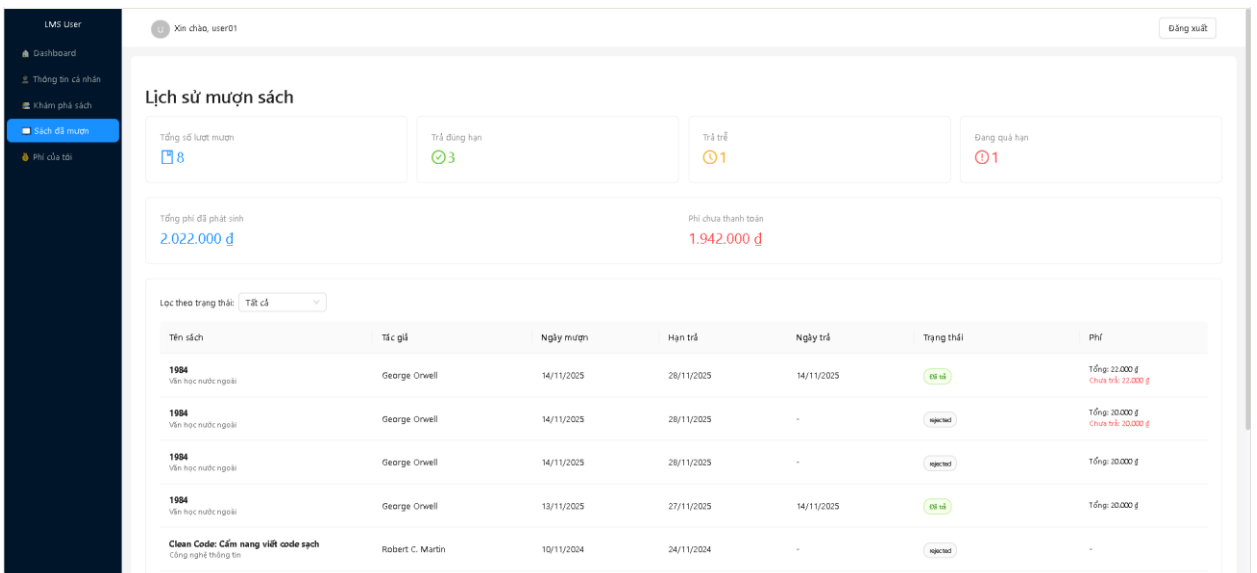 LMS User
U Xin chào, user01
Đăng xuất
Dashboard
Thông tin cá nhân
Khám phá sách
Sách đã mượn
Phí của tôi
Lịch sử mượn sách
Tổng số lượt mượn
8
Trả đúng hạn
3
Trả trễ
1
Đang quá hạn
1
Tổng phí đã phát sinh
2.022.000 ₫
Phí chưa thanh toán
1.942.000 ₫
Lọc theo trạng thái: Tất cả
Tên sách Tác giả Ngày mượn Hạn trả Ngày trả Trạng thái Phí
1984 George Orwell 14/11/2025 28/11/2025 14/11/2025 Đã trả Tổng: 22.000 ₫
Văn học nước ngoài Chưa trả: 22.000 ₫
1984 George Orwell 14/11/2025 28/11/2025 - rejected Tổng: 20.000 ₫
Văn học nước ngoài Chưa trả: 20.000 ₫
1984 George Orwell 14/11/2025 28/11/2025 - rejected Tổng: 20.000 ₫
Văn học nước ngoài
1984 George Orwell 13/11/2025 27/11/2025 14/11/2025 Đã trả Tổng: 20.000 ₫
Văn học nước ngoài
Clean Code: Cẩm nang viết code sạch Robert C. Martin 10/11/2024 24/11/2024 - rejected -
Công nghệ thông tin